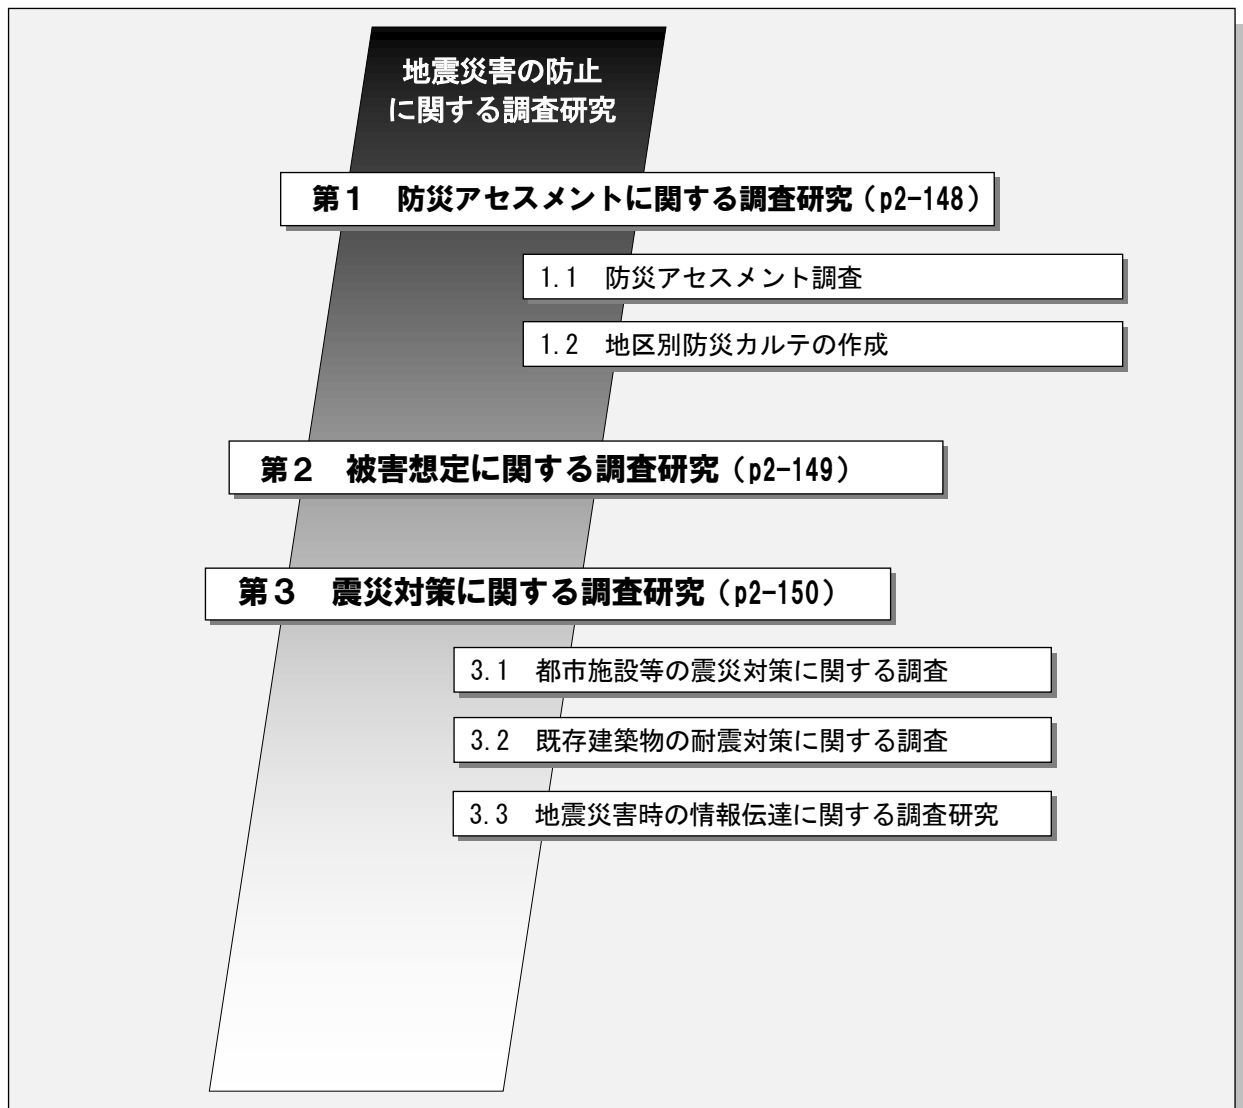 地震災害の防止
に関する調査研究
第１　防災アセスメントに関する調査研究（p2-148）
1.1　防災アセスメント調査
1.2　地区別防災カルテの作成
第２　被害想定に関する調査研究（p2-149）
第３　震災対策に関する調査研究（p2-150）
3.1　都市施設等の震災対策に関する調査
3.2　既存建築物の耐震対策に関する調査
3.3　地震災害時の情報伝達に関する調査研究